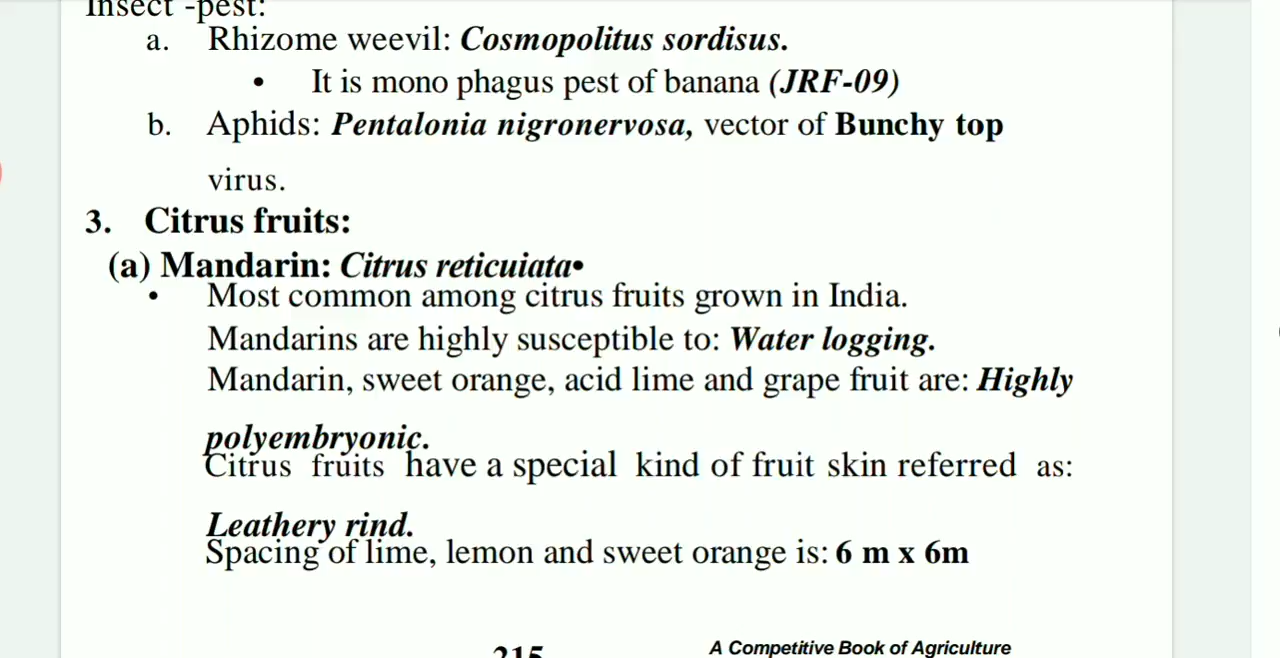 Insect -pest:
a. Rhizome weevil: Cosmopolitus sordisus.
• It is mono phagus pest of banana (JRF-09)
b. Aphids: Pentalonia nigronervosa, vector of Bunchy top
virus.
3. Citrus fruits:
(a) Mandarin: Citrus reticuiata•
• Most common among citrus fruits grown in India.
Mandarins are highly susceptible to: Water logging.
Mandarin, sweet orange, acid lime and grape fruit are: Highly
polyembryonic.
Citrus fruits have a special kind of fruit skin referred as:
Leathery rind.
Spacing of lime, lemon and sweet orange is: 6 m x 6m
215 A Competitive Book of Agriculture